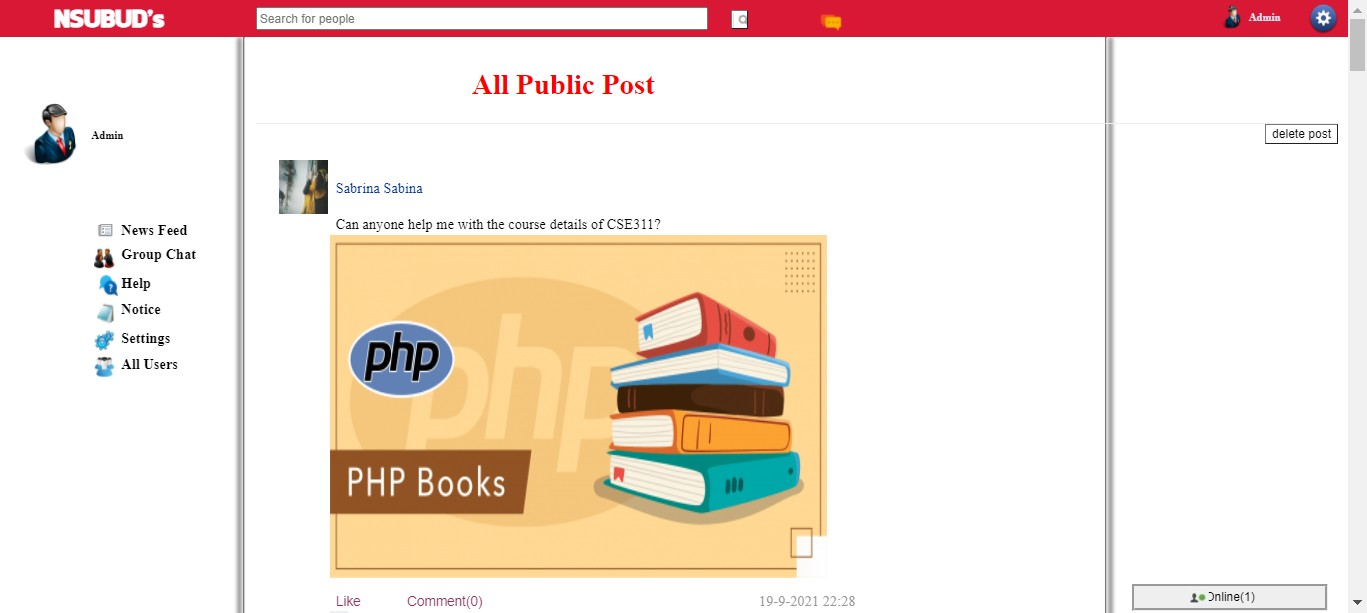 NSUBUD's
Search for people
Admin
All Public Post
delete post
Admin
Sabrina Sabina
Can anyone help me with the course details of CSE311?
News Feed
Group Chat
Help
Notice
Settings
All Users
php
php
PHP Books
Like Comment(0) 19-9-2021 22:28
Online(1)